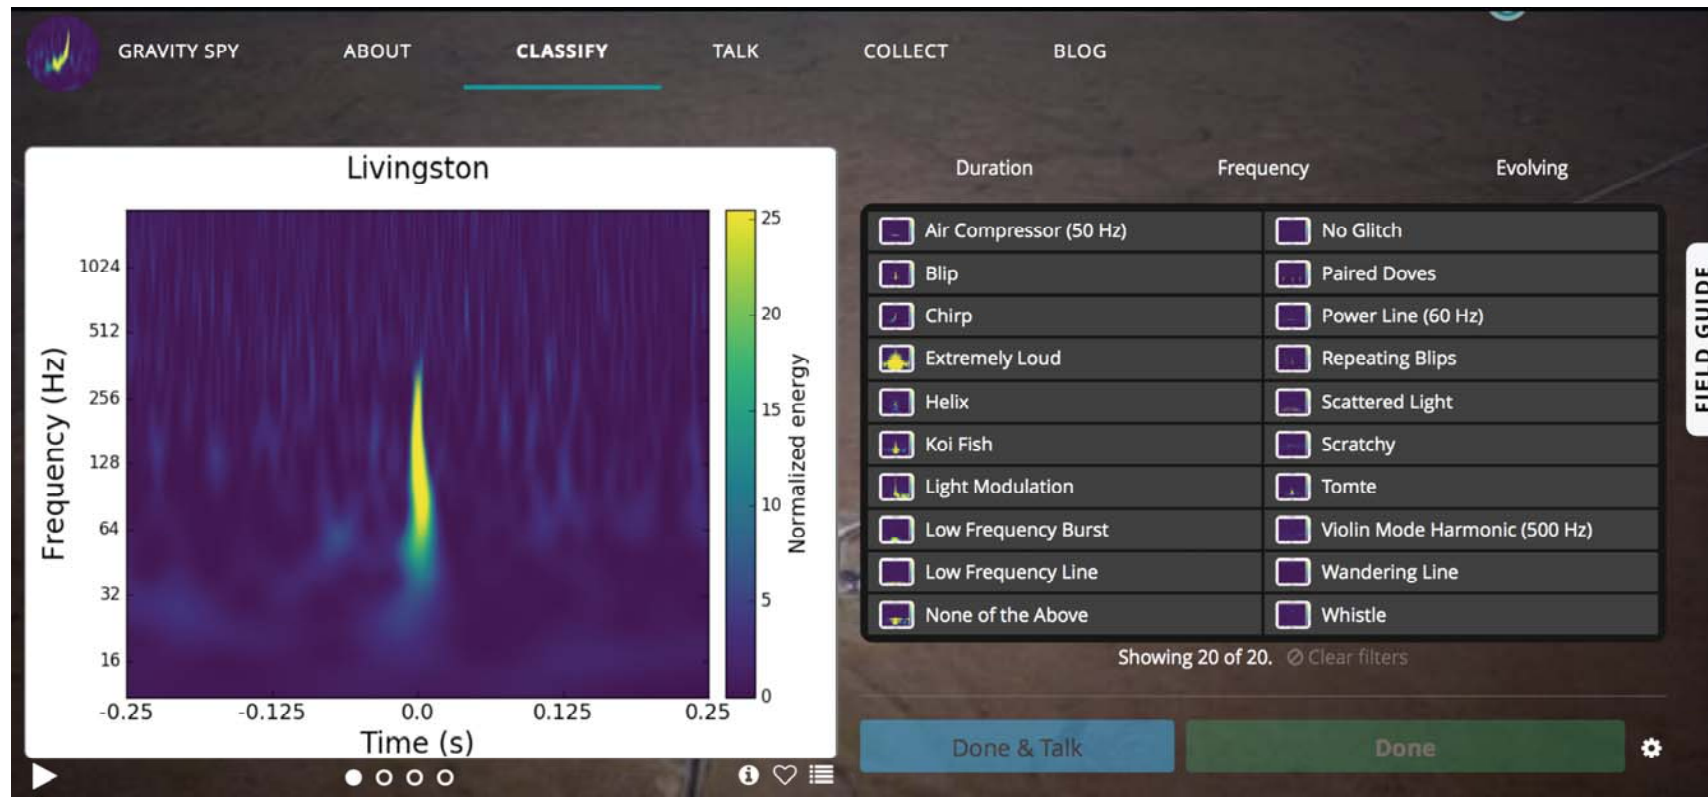 GRAVITY SPY ABOUT CLASSIFY TALK COLLECT BLOG
Livingston
Frequency (Hz)
1024
512
256
128
64
32
16
-0.25 -0.125 0.0 0.125 0.25
Time (s)
25
20
15
10
5
0
Normalized energy
Duration Frequency Evolving
Air Compressor (50 Hz) No Glitch
Blip Paired Doves
Chirp Power Line (60 Hz)
Extremely Loud Repeating Blips
Helix Scattered Light
Koi Fish Scratchy
Light Modulation Tomte
Low Frequency Burst Violin Mode Harmonic (500 Hz)
Low Frequency Line Wandering Line
None of the Above Whistle
Showing 20 of 20. Clear filters
Done & Talk Done
FIELD GUIDE